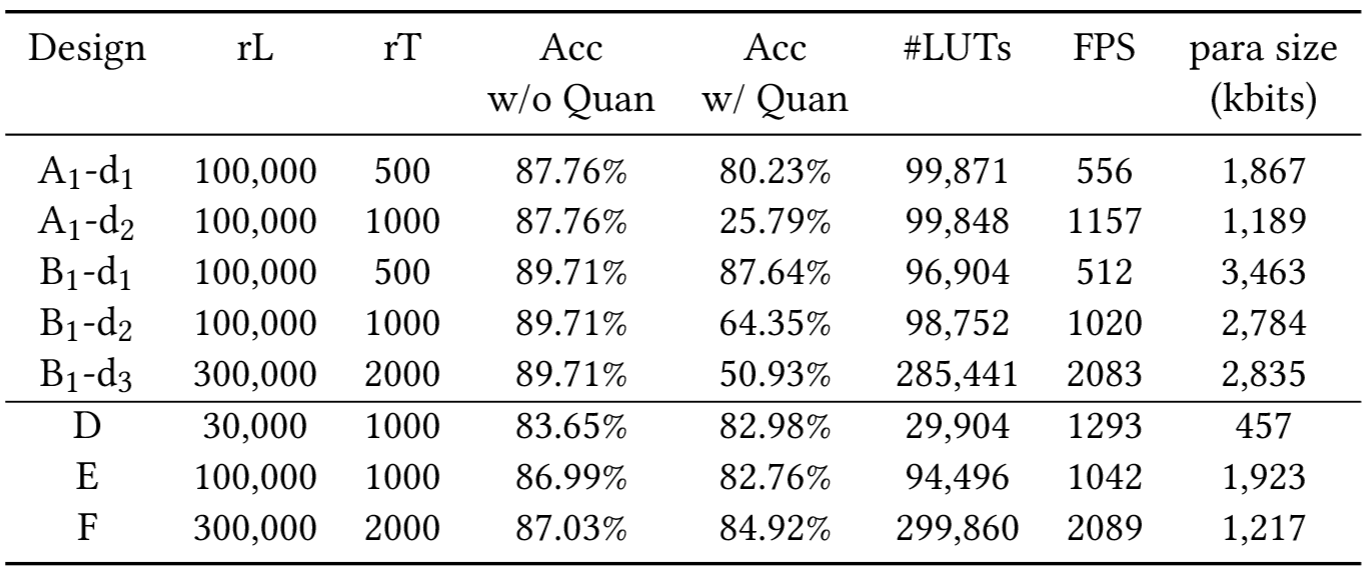 Design rL rT Acc Acc #LUTs FPS para size
w/o Quan w/ Quan (kbits)
A₁-d₁ 100,000 500 87.76% 80.23% 99,871 556 1,867
A₁-d₂ 100,000 1000 87.76% 25.79% 99,848 1157 1,189
B₁-d₁ 100,000 500 89.71% 87.64% 96,904 512 3,463
B₁-d₂ 100,000 1000 89.71% 64.35% 98,752 1020 2,784
B₁-d₃ 300,000 2000 89.71% 50.93% 285,441 2083 2,835
D 30,000 1000 83.65% 82.98% 29,904 1293 457
E 100,000 1000 86.99% 82.76% 94,496 1042 1,923
F 300,000 2000 87.03% 84.92% 299,860 2089 1,217